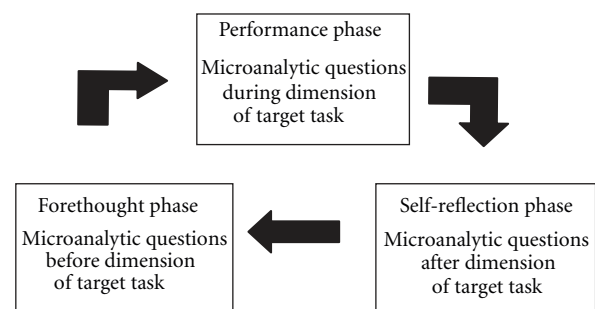 Performance phase
Microanalytic questions
during dimension
of target task
Forethought phase
Microanalytic questions
before dimension
of target task
Self-reflection phase
Microanalytic questions
after dimension
of target task